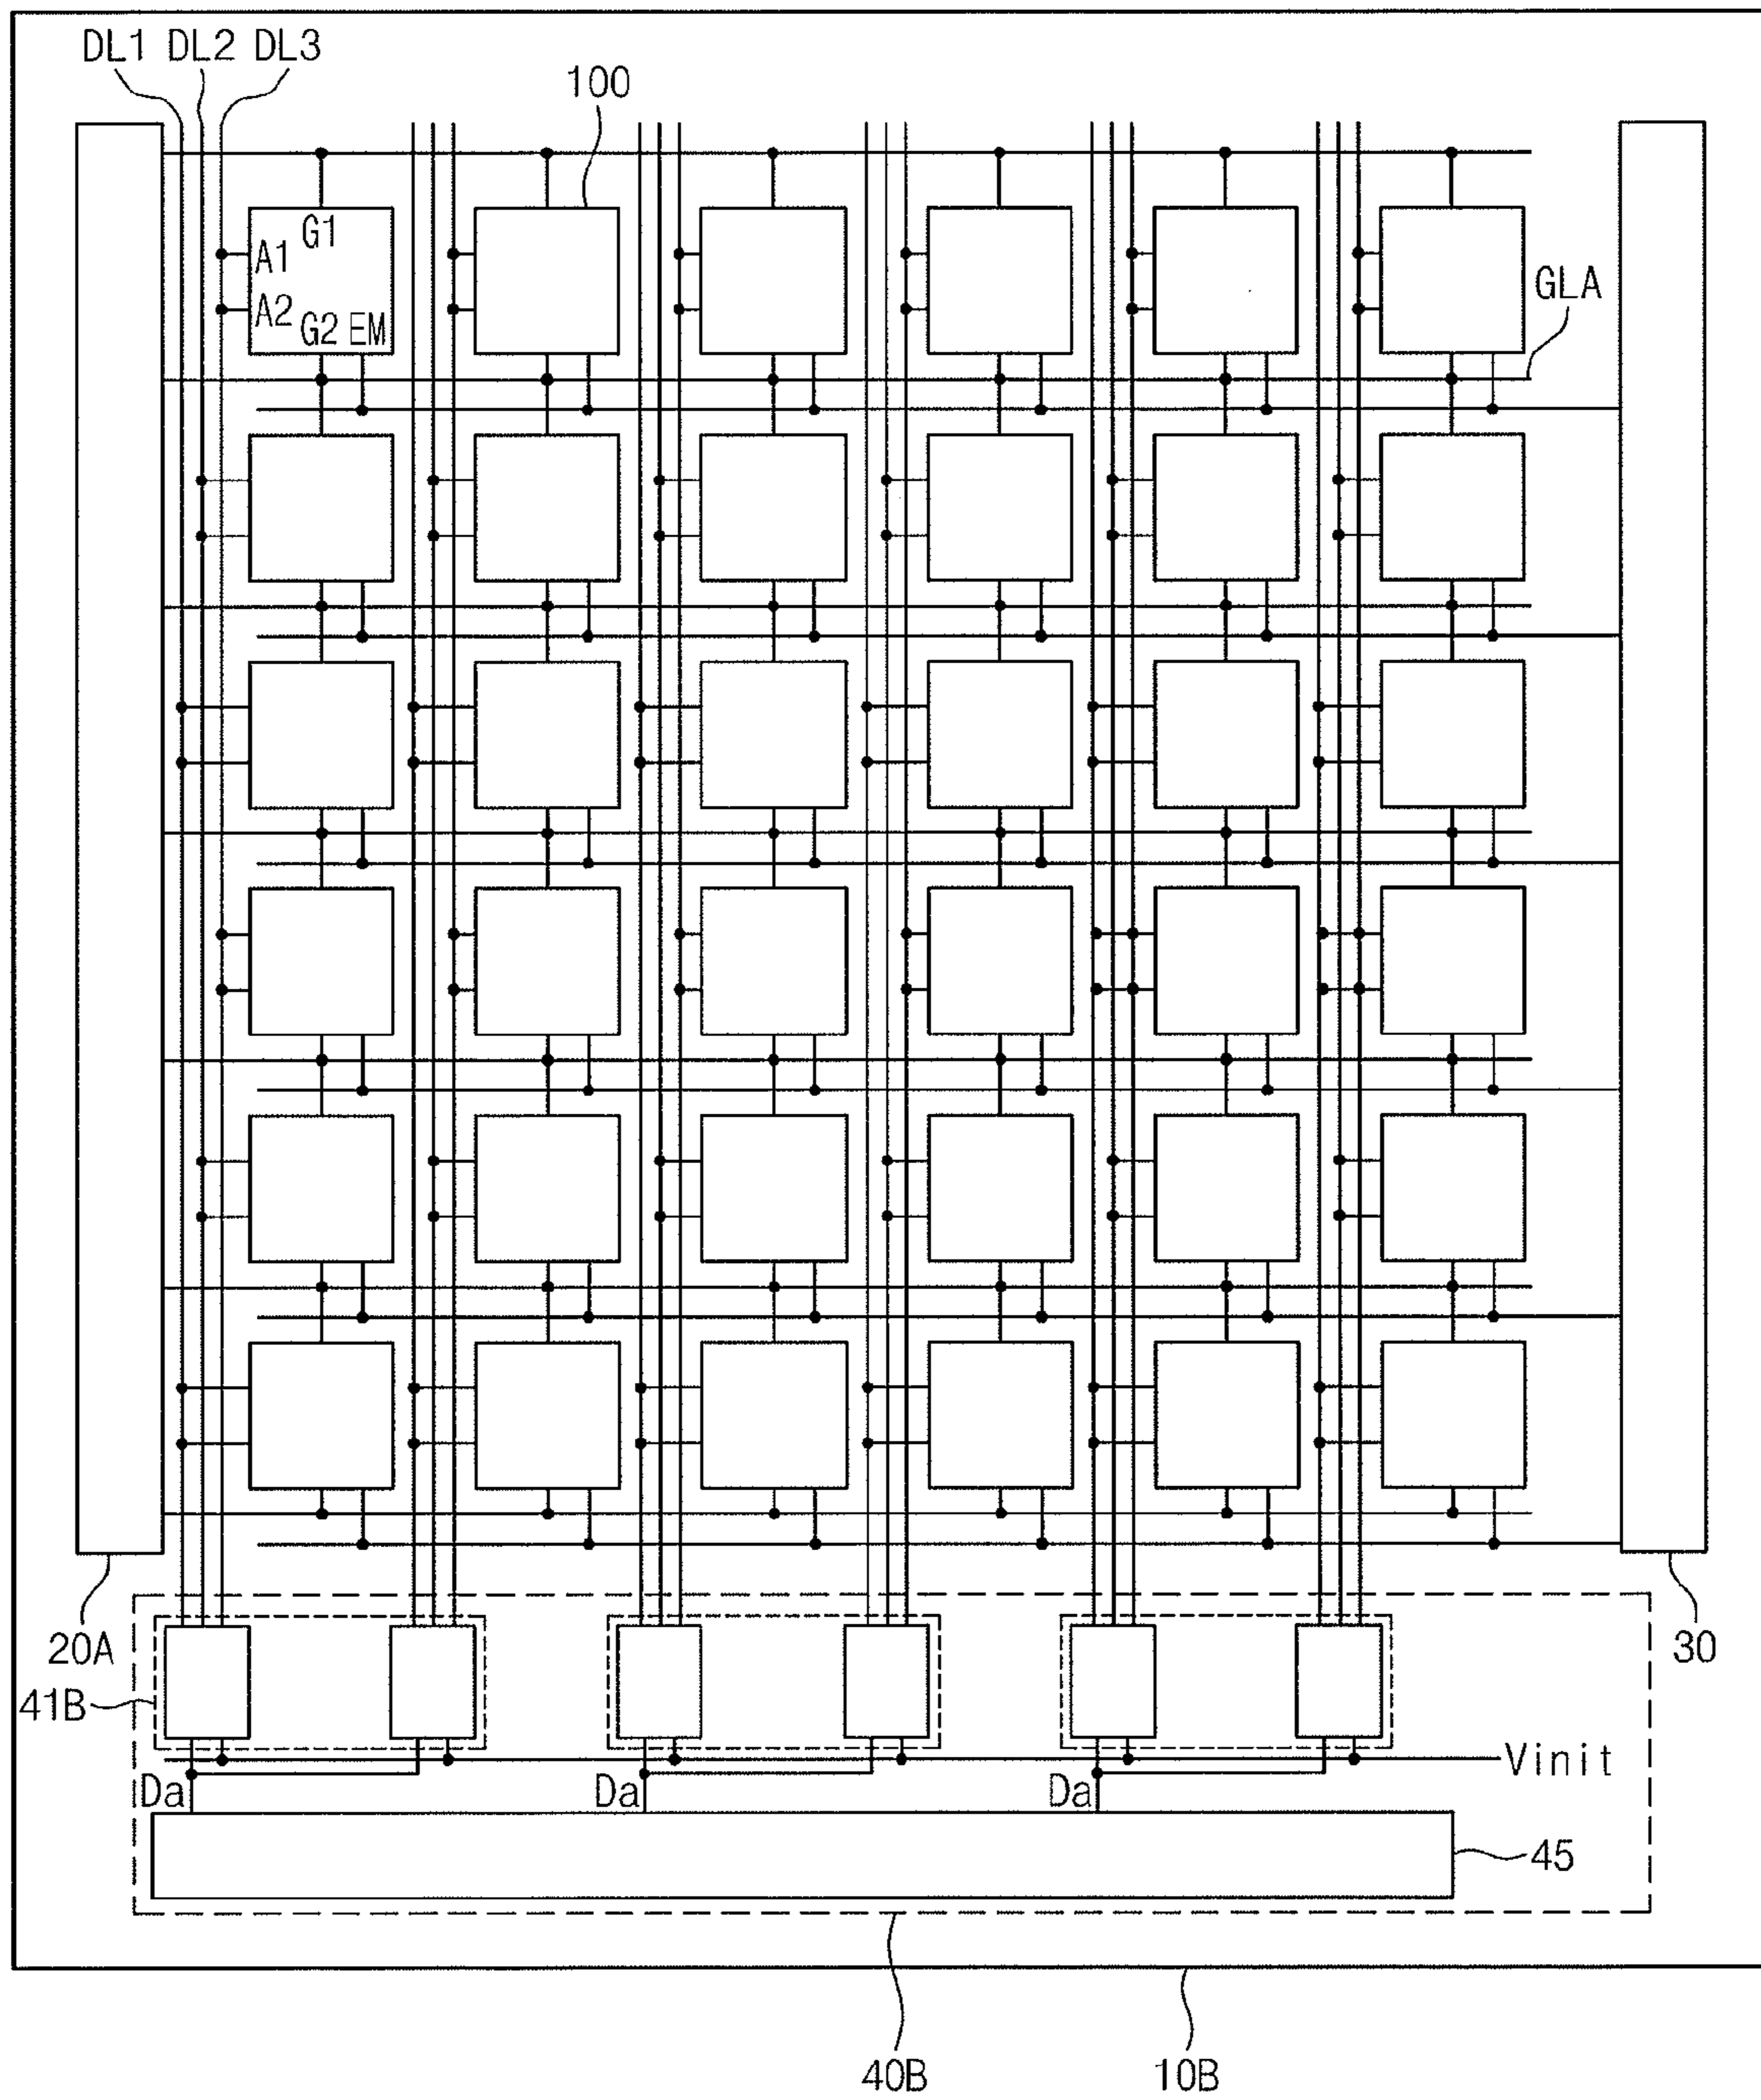 DL1 DL2 DL3
100
G1
A1
A2
G2 EM
GLA
20A
30
41B
Vinit
Da
Da
Da
45
40B
10B